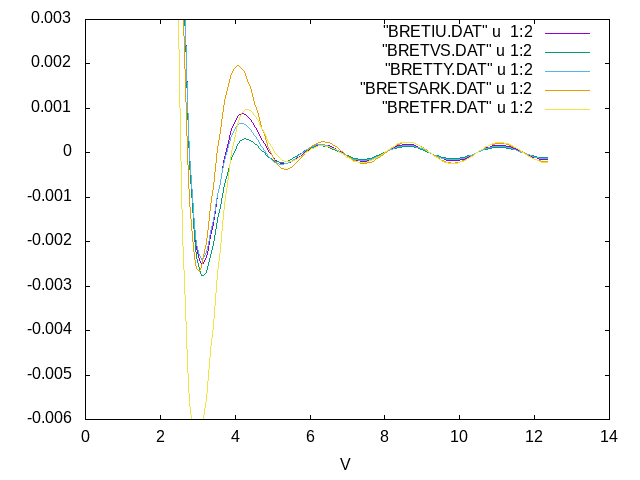 0.003
0.002
0.001
0
-0.001
-0.002
-0.003
-0.004
-0.005
-0.006
"BRETIU.DAT" u  1:2
"BRETVS.DAT" u 1:2
"BRETTY.DAT" u 1:2
"BRETSARK.DAT" u 1:2
"BRETFR.DAT" u 1:2
0 2 4 6 8 10 12 14
V